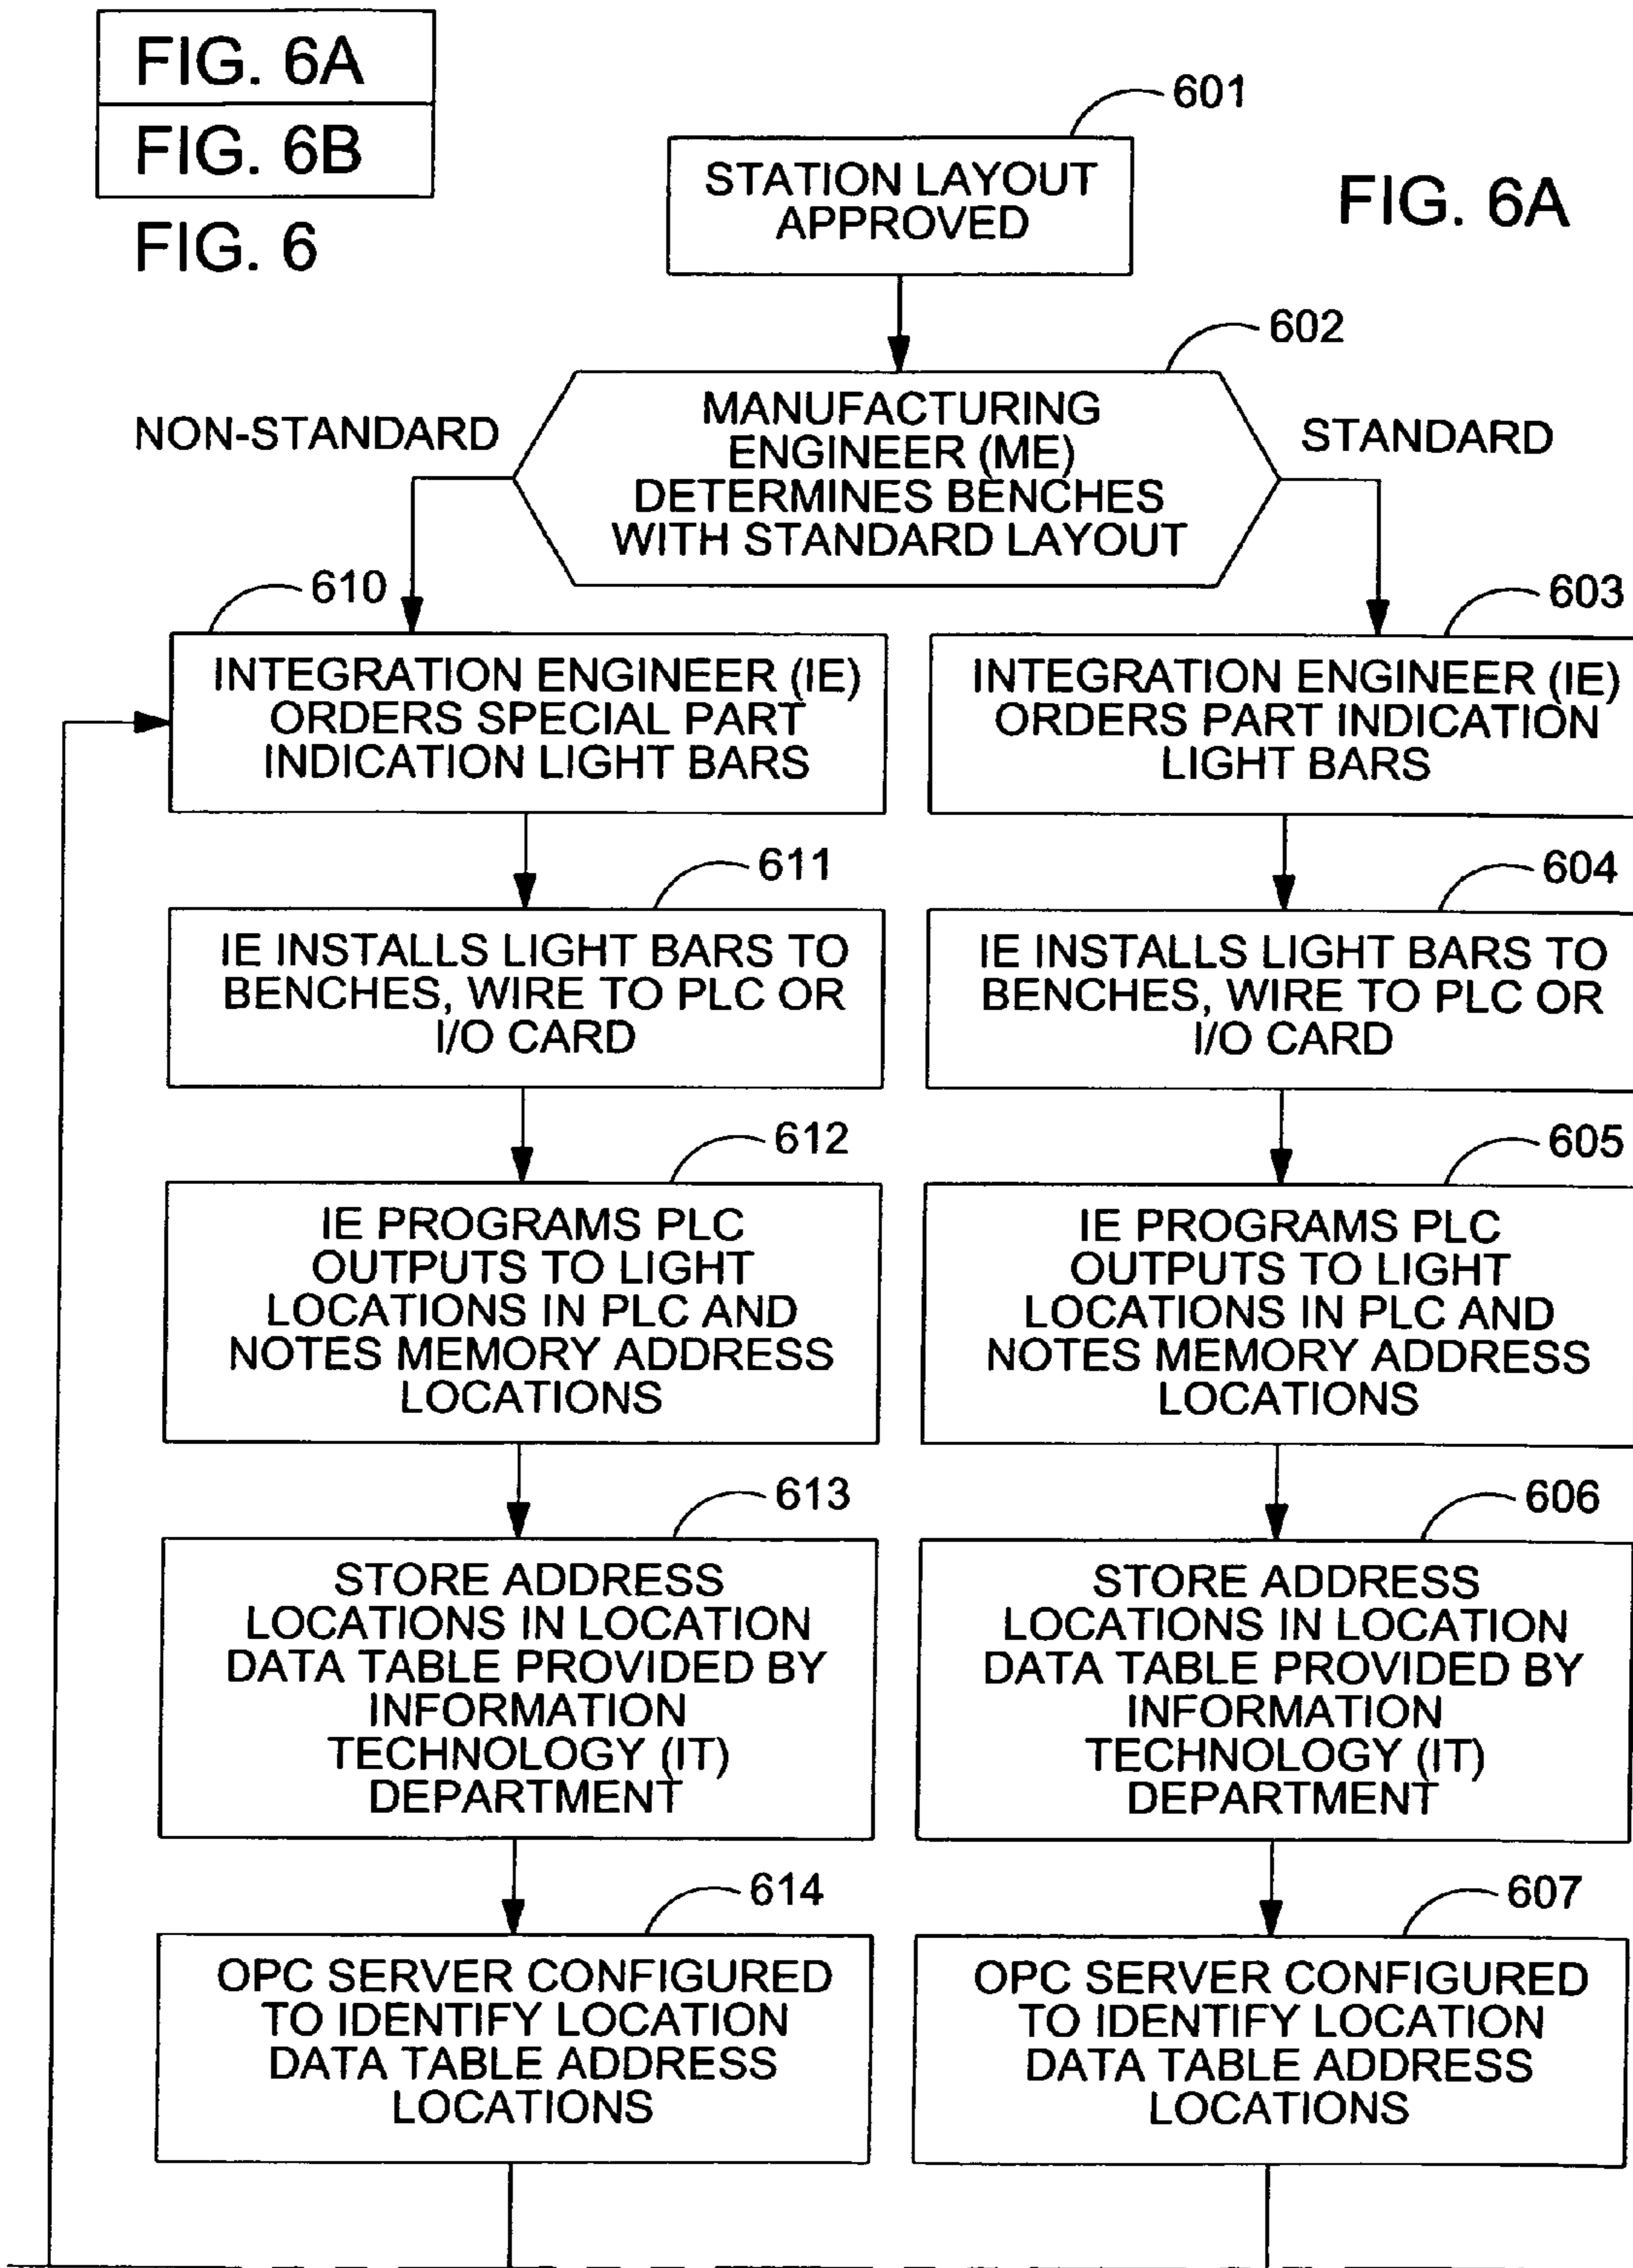 FIG. 6A
FIG. 6B
FIG. 6
FIG. 6A
601
STATION LAYOUT
APPROVED
602
NON-STANDARD
MANUFACTURING
ENGINEER (ME)
DETERMINES BENCHES
WITH STANDARD LAYOUT
STANDARD
610
INTEGRATION ENGINEER (IE)
ORDERS SPECIAL PART
INDICATION LIGHT BARS
603
INTEGRATION ENGINEER (IE)
ORDERS PART INDICATION
LIGHT BARS
611
IE INSTALLS LIGHT BARS TO
BENCHES, WIRE TO PLC OR
I/O CARD
604
IE INSTALLS LIGHT BARS TO
BENCHES, WIRE TO PLC OR
I/O CARD
612
IE PROGRAMS PLC
OUTPUTS TO LIGHT
LOCATIONS IN PLC AND
NOTES MEMORY ADDRESS
LOCATIONS
605
IE PROGRAMS PLC
OUTPUTS TO LIGHT
LOCATIONS IN PLC AND
NOTES MEMORY ADDRESS
LOCATIONS
613
STORE ADDRESS
LOCATIONS IN LOCATION
DATA TABLE PROVIDED BY
INFORMATION
TECHNOLOGY (IT)
DEPARTMENT
606
STORE ADDRESS
LOCATIONS IN LOCATION
DATA TABLE PROVIDED BY
INFORMATION
TECHNOLOGY (IT)
DEPARTMENT
614
OPC SERVER CONFIGURED
TO IDENTIFY LOCATION
DATA TABLE ADDRESS
LOCATIONS
607
OPC SERVER CONFIGURED
TO IDENTIFY LOCATION
DATA TABLE ADDRESS
LOCATIONS